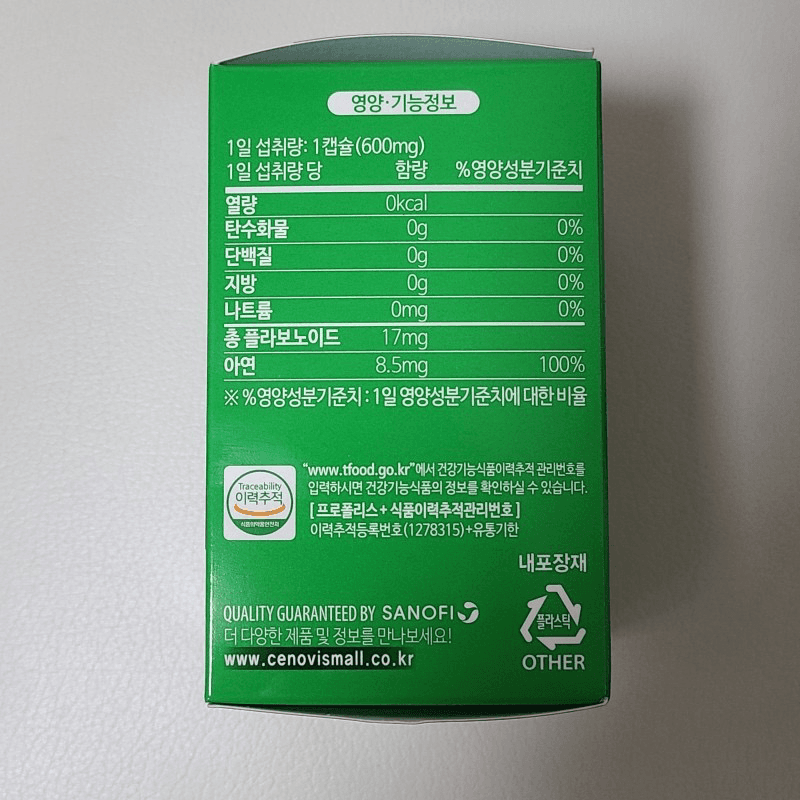 영양·기능정보
1일 섭취량: 1캡슐(600mg)
1일 섭취량 당 함량 %영양성분기준치
열량 0kcal
탄수화물 0g 0%
단백질 0g 0%
지방 0g 0%
나트륨 0mg 0%
총 플라보노이드 17mg
아연 8.5mg 100%
※ %영양성분기준치 : 1일 영양성분기준치에 대한 비율
"www.tfood.go.kr"에서 건강기능식품이력추적 관리번호를
입력하시면 건강기능식품의 정보를 확인하실 수 있습니다.
[ 프로폴리스 + 식품이력추적관리번호 ]
이력추적등록번호(1278315)+유통기한
Traceability
이력추적
식품의약품안전처
내포장재
플라스틱
OTHER
QUALITY GUARANTEED BY SANOFI
더 다양한 제품 및 정보를 만나보세요!
www.cenovismall.co.kr